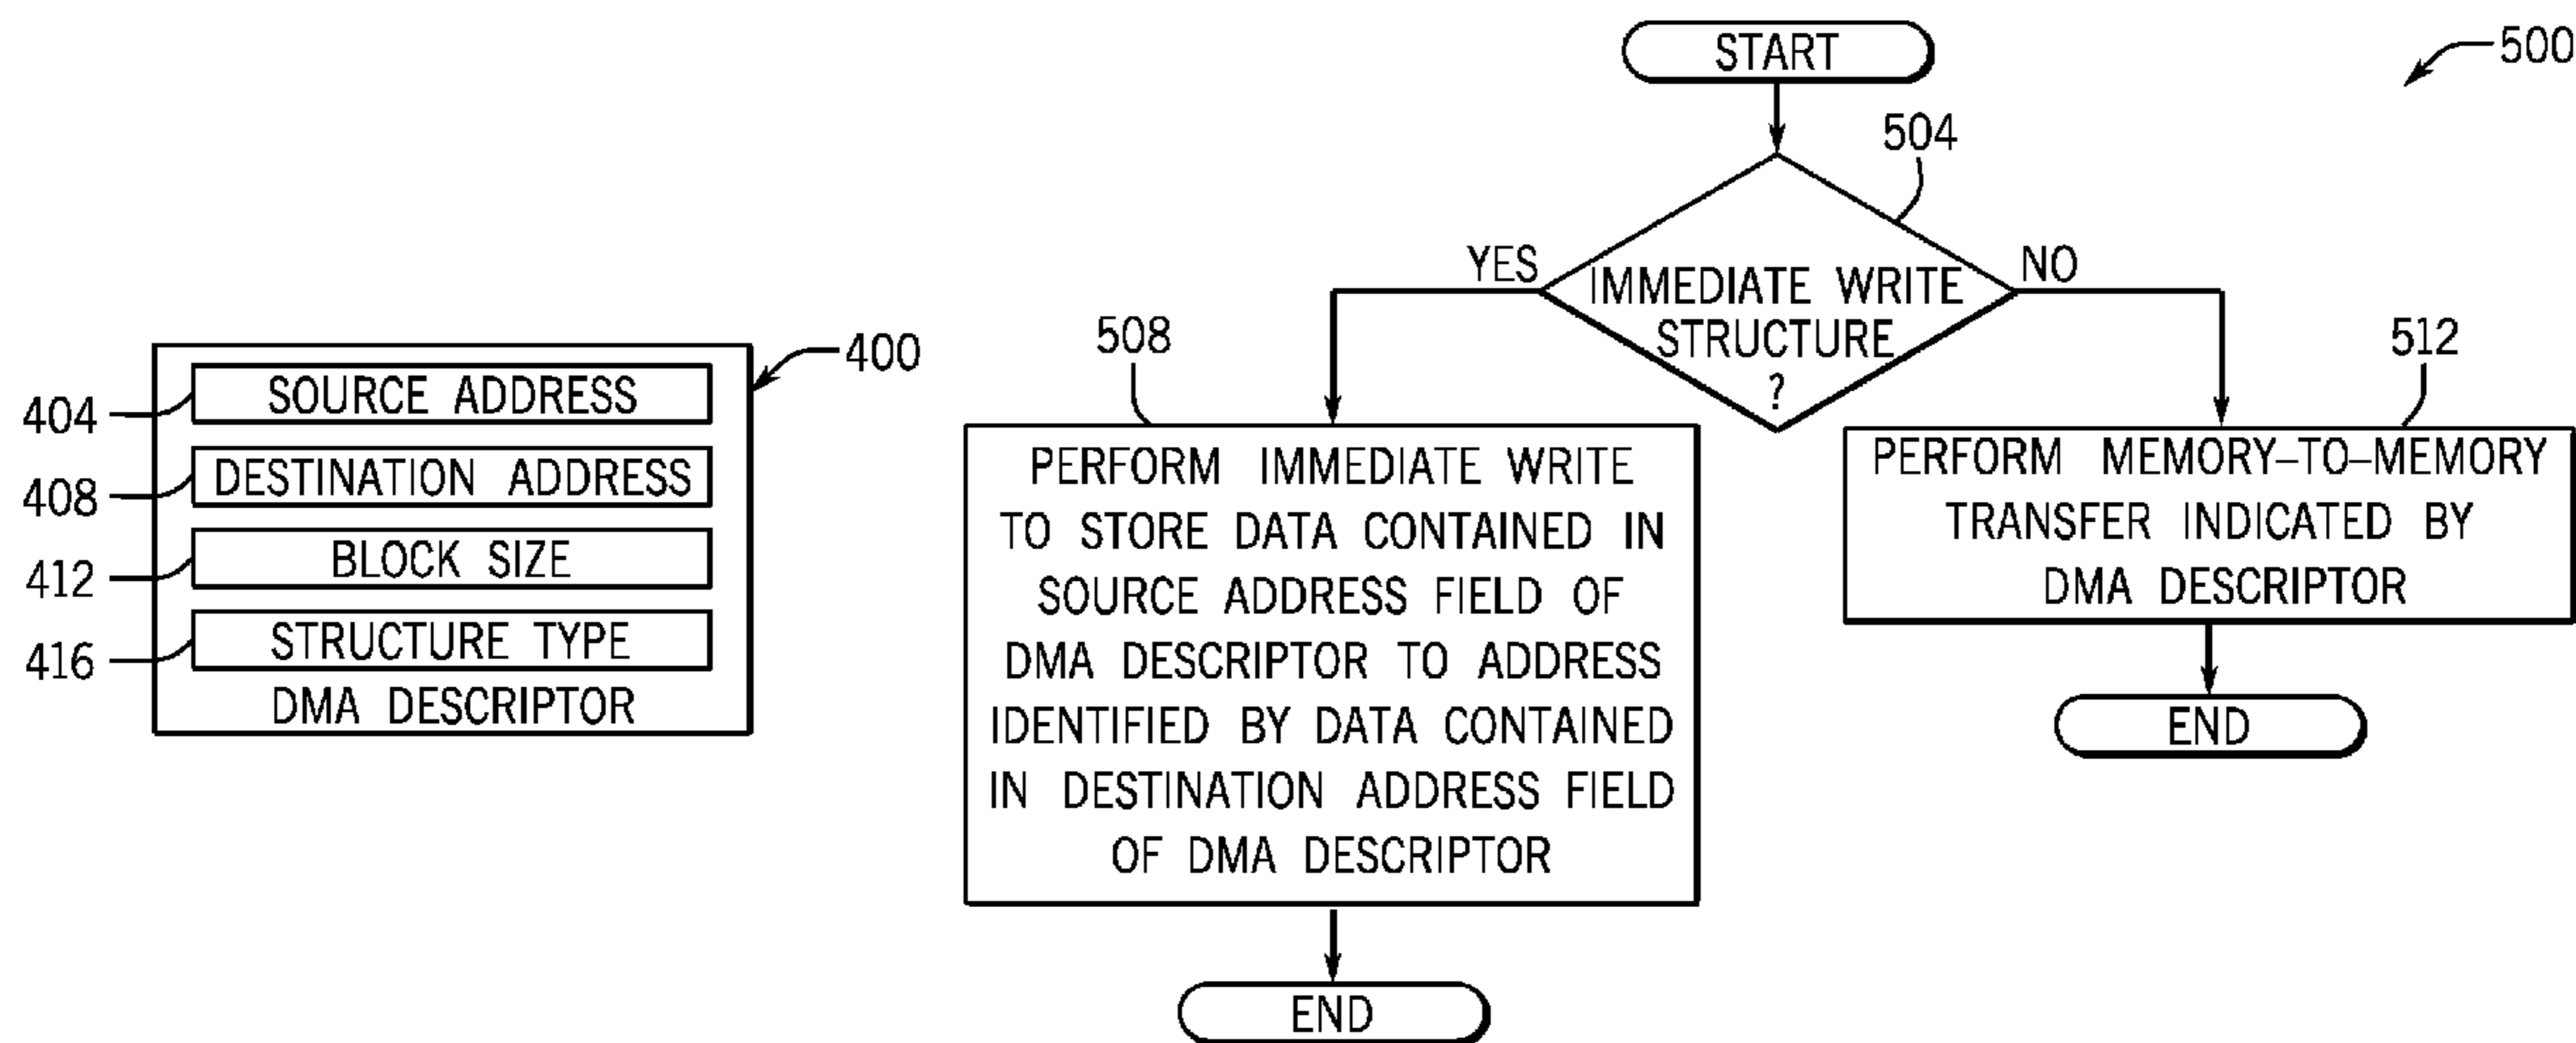 400
404
SOURCE ADDRESS
408
DESTINATION ADDRESS
412
BLOCK SIZE
416
STRUCTURE TYPE
DMA DESCRIPTOR
500
START
504
IMMEDIATE WRITE
STRUCTURE
?
YES
NO
508
PERFORM IMMEDIATE WRITE
TO STORE DATA CONTAINED IN
SOURCE ADDRESS FIELD OF
DMA DESCRIPTOR TO ADDRESS
IDENTIFIED BY DATA CONTAINED
IN DESTINATION ADDRESS FIELD
OF DMA DESCRIPTOR
END
512
PERFORM MEMORY–TO–MEMORY
TRANSFER INDICATED BY
DMA DESCRIPTOR
END